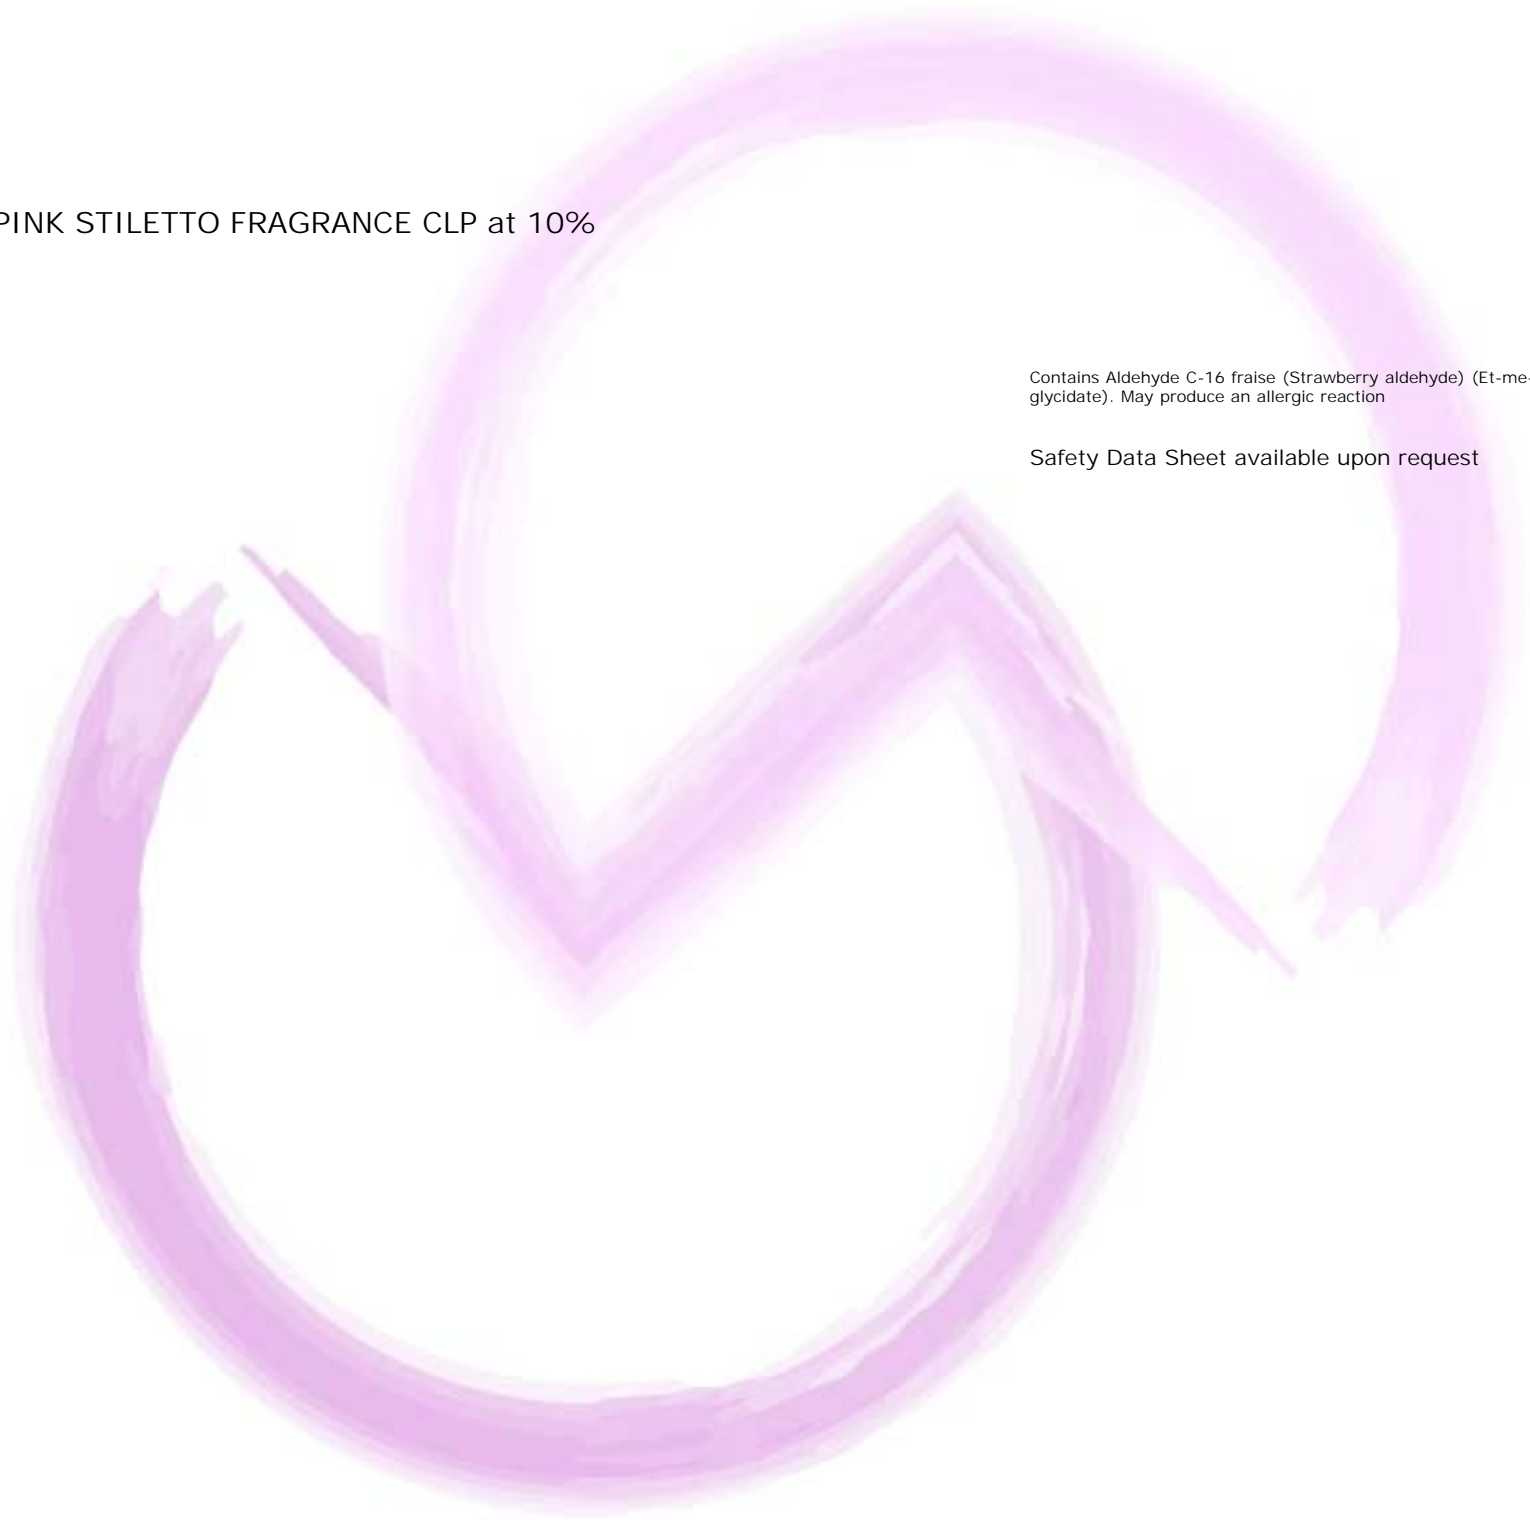 PINK STILETTO FRAGRANCE CLP at 10%
Contains Aldehyde C-16 fraise (Strawberry aldehyde) (Et-me-
glycidate). May produce an allergic reaction
Safety Data Sheet available upon request